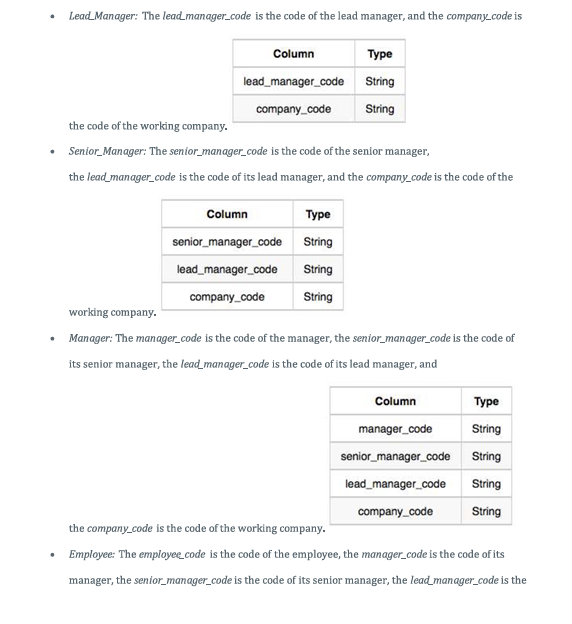 • Lead_Manager: The lead_manager_code is the code of the lead manager, and the company_code is
Column Type
lead_manager_code String
company_code String
the code of the working company.
• Senior_Manager: The senior_manager_code is the code of the senior manager,
the lead_manager_code is the code of its lead manager, and the company_code is the code of the
Column Type
senior_manager_code String
lead_manager_code String
company_code String
working company.
• Manager: The manager_code is the code of the manager, the senior_manager_code is the code of
its senior manager, the lead_manager_code is the code of its lead manager, and
Column Type
manager_code String
senior_manager_code String
lead_manager_code String
company_code String
the company_code is the code of the working company.
• Employee: The employee_code is the code of the employee, the manager_code is the code of its
manager, the senior_manager_code is the code of its senior manager, the lead_manager_code is the